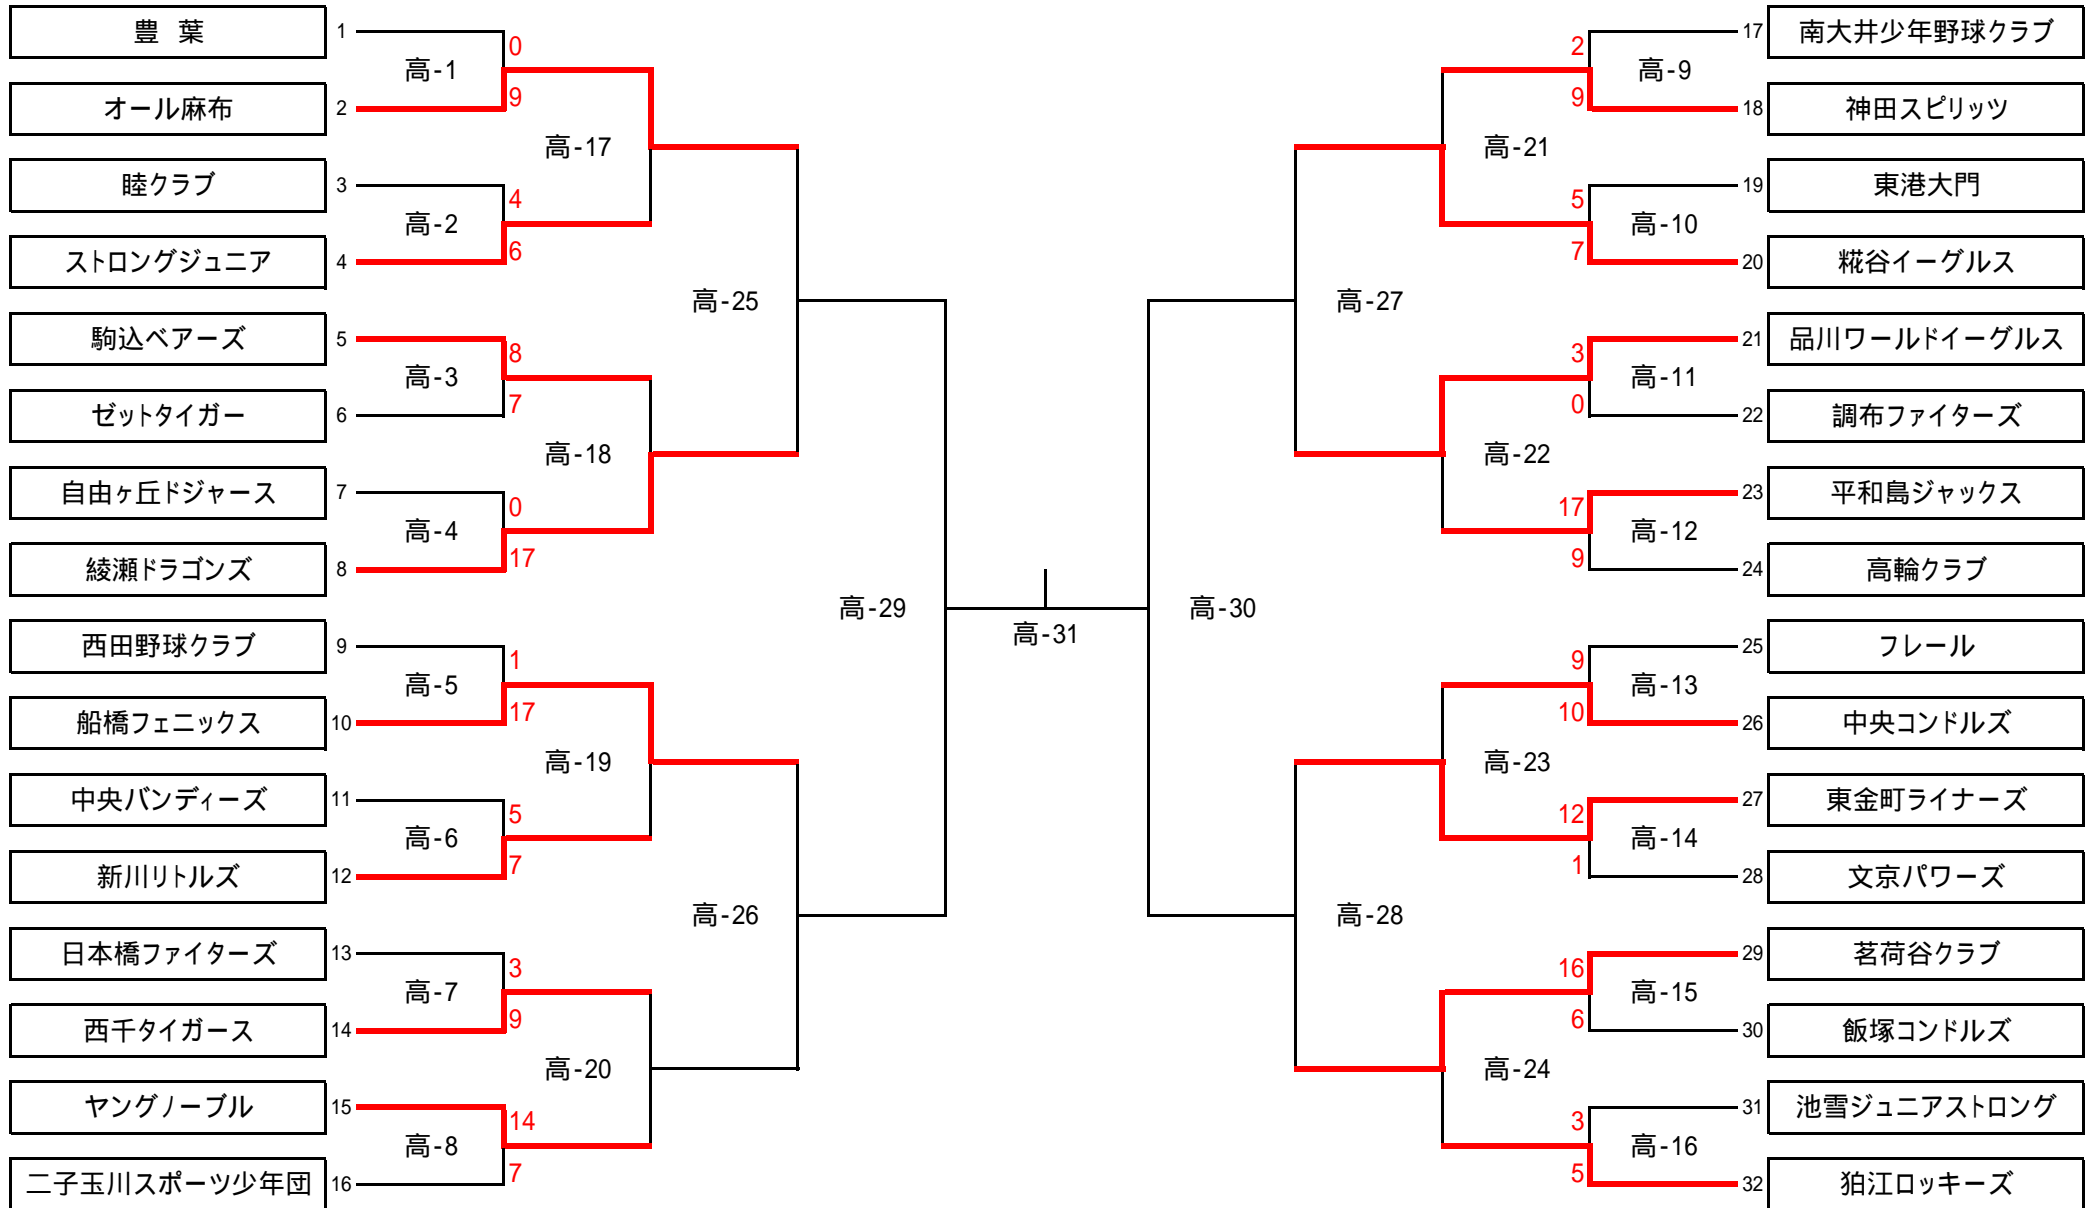 豊 葉
1
オール麻布
2
高-1
0
9
睦クラブ
3
ストロングジュニア
4
高-2
4
6
高-17
駒込ベアーズ
5
ゼットタイガー
6
高-3
8
7
自由ヶ丘ドジャース
7
綾瀬ドラゴンズ
8
高-4
0
17
高-18
高-25
西田野球クラブ
9
船橋フェニックス
10
高-5
1
17
中央バンディーズ
11
新川リトルズ
12
高-6
5
7
高-19
日本橋ファイターズ
13
西千タイガース
14
高-7
3
9
ヤングノーブル
15
二子玉川スポーツ少年団
16
高-8
14
7
高-20
高-26
高-29
高-31
高-30
17
南大井少年野球クラブ
18
神田スピリッツ
高-9
2
9
19
東港大門
20
糀谷イーグルス
高-10
5
7
高-21
21
品川ワールドイーグルス
22
調布ファイターズ
高-11
3
0
23
平和島ジャックス
24
高輪クラブ
高-12
17
9
高-22
高-27
25
フレール
26
中央コンドルズ
高-13
9
10
27
東金町ライナーズ
28
文京パワーズ
高-14
12
1
高-23
29
茗荷谷クラブ
30
飯塚コンドルズ
高-15
16
6
31
池雪ジュニアストロング
32
狛江ロッキーズ
高-16
3
5
高-24
高-28